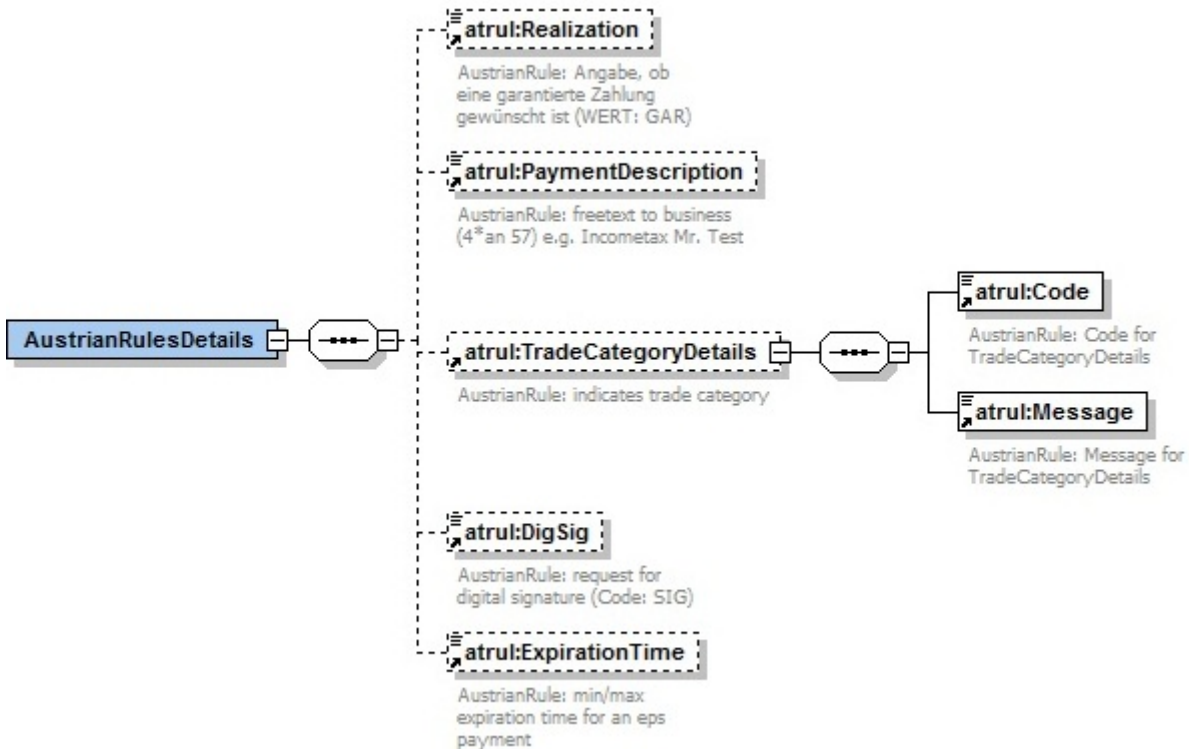 atrul:Realization
AustrianRule: Angabe, ob
eine garantierte Zahlung
gewünscht ist (WERT: GAR)
atrul:PaymentDescription
AustrianRule: freetext to business
(4*an 57) e.g. Incometax Mr. Test
AustrianRulesDetails
atrul:TradeCategoryDetails
AustrianRule: indicates trade category
atrul:Code
AustrianRule: Code for
TradeCategoryDetails
atrul:Message
AustrianRule: Message for
TradeCategoryDetails
atrul:DigSig
AustrianRule: request for
digital signature (Code: SIG)
atrul:ExpirationTime
AustrianRule: min/max
expiration time for an eps
payment